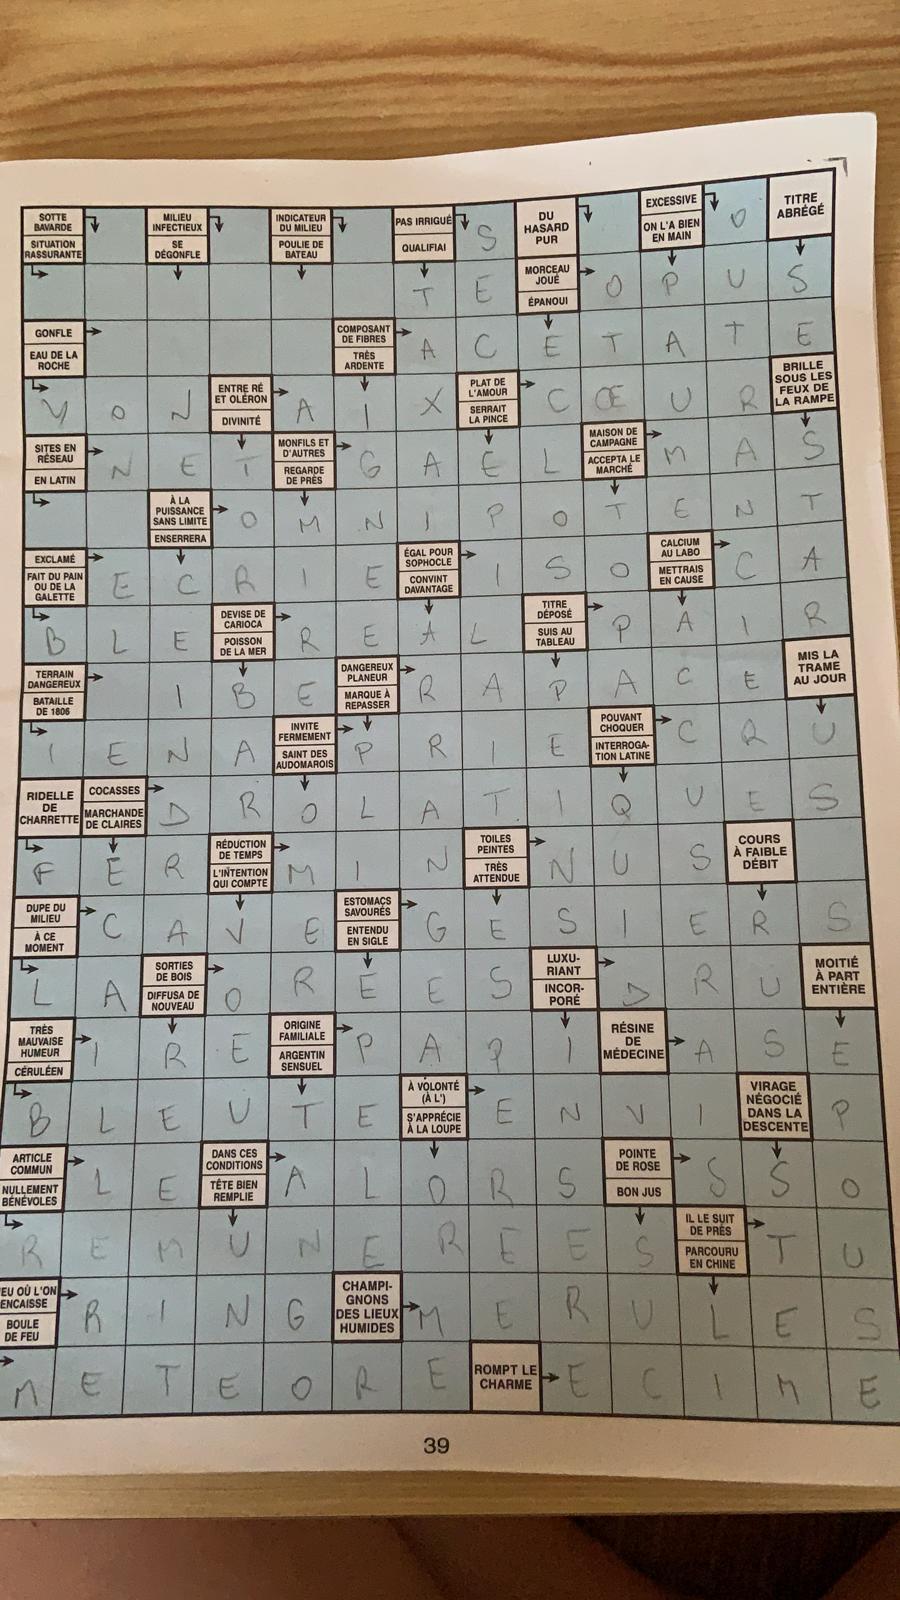 SOTTE BAVARDE SITUATION RASSURANTE MILIEU INFECTIEUX SE DÉGONFLE INDICATEUR DU MILIEU POULIE DE BATEAU PAS IRRIGUÉ QUALIFIAI S DU HASARD PUR EXCESSIVE ON L'A BIEN EN MAIN O TITRE ABRÉGÉ
T E MORCEAU JOUÉ ÉPANOUI O P U S
GONFLE EAU DE LA ROCHE COMPOSANT DE FIBRES TRÈS ARDENTE A C E T A T E
Y O N ENTRE RÉ ET OLÉRON DIVINITÉ A I X PLAT DE L'AMOUR SERRAIT LA PINCE C Œ U R BRILLE SOUS LES FEUX DE LA RAMPE
SITES EN RÉSEAU EN LATIN N E T MONFILS ET D'AUTRES REGARDE DE PRÈS G A E L MAISON DE CAMPAGNE ACCEPTA LE MARCHÉ M A S
À LA PUISSANCE SANS LIMITE ENSERRERA O M N I P O T E N T
EXCLAMÉ FAIT DU PAIN OU DE LA GALETTE E C R I E ÉGAL POUR SOPHOCLE CONVINT DAVANTAGE I S O CALCIUM AU LABO METTRAIS EN CAUSE C A
B L E DEVISE DE CARIOCA POISSON DE LA MER R E A L TITRE DÉPOSÉ SUIS AU TABLEAU P A I R
TERRAIN DANGEREUX BATAILLE DE 1806 I B E DANGEREUX PLANEUR MARQUE À REPASSER R A P A C E MIS LA TRAME AU JOUR
I E N A INVITE FERMEMENT SAINT DES AUDOMAROIS P R I E POUVANT CHOQUER INTERROGA- TION LATINE C R U
RIDELLE DE CHARRETTE COCASSES MARCHANDE DE CLAIRES D R O L A T I Q U E S
F E R RÉDUCTION DE TEMPS L'INTENTION QUI COMPTE M I N TOILES PEINTES TRÈS ATTENDUE N U S COURS À FAIBLE DÉBIT
DUPE DU MILIEU À CE MOMENT C A V E ESTOMACS SAVOURÉS ENTENDU EN SIGLE G E S I E R S
L A SORTIES DE BOIS DIFFUSA DE NOUVEAU O R E E S LUXU- RIANT INCOR- PORÉ D R U MOITIÉ À PART ENTIÈRE
TRÈS MAUVAISE HUMEUR CÉRULÉEN I R E ORIGINE FAMILIALE ARGENTIN SENSUEL P A P I RÉSINE DE MÉDECINE A S E
B L E U T E À VOLONTÉ (À L') S'APPRÉCIE À LA LOUPE E N V I VIRAGE NÉGOCIÉ DANS LA DESCENTE P
ARTICLE COMMUN NULLEMENT BÉNÉVOLES L E DANS CES CONDITIONS TÊTE BIEN REMPLIE A L O R S POINTE DE ROSE BON JUS S S O
R E M U N E R E E S IL LE SUIT DE PRÈS PARCOURU EN CHINE T U
EU OÙ L'ON ENCAISSE BOULE DE FEU R I N G CHAMPI- GNONS DES LIEUX HUMIDES M E R U L E S
M E T E O R E ROMPT LE CHARME E C I M E
39